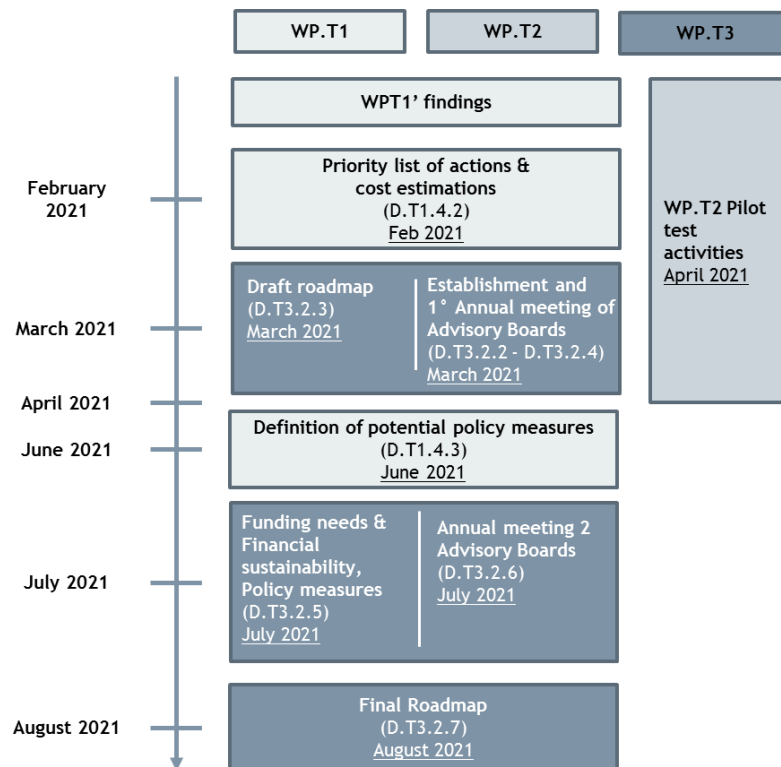 WP.T1
WP.T2
WP.T3
WPT1’ findings
February
2021
Priority list of actions &
cost estimations
(D.T1.4.2)
Feb 2021
WP.T2 Pilot
test
activities
April 2021
March 2021
Draft roadmap
(D.T3.2.3)
March 2021
Establishment and
1° Annual meeting of
Advisory Boards
(D.T3.2.2 - D.T3.2.4)
March 2021
April 2021
June 2021
Definition of potential policy measures
(D.T1.4.3)
June 2021
July 2021
Funding needs &
Financial
sustainability,
Policy measures
(D.T3.2.5)
July 2021
Annual meeting 2
Advisory Boards
(D.T3.2.6)
July 2021
August 2021
Final Roadmap
(D.T3.2.7)
August 2021